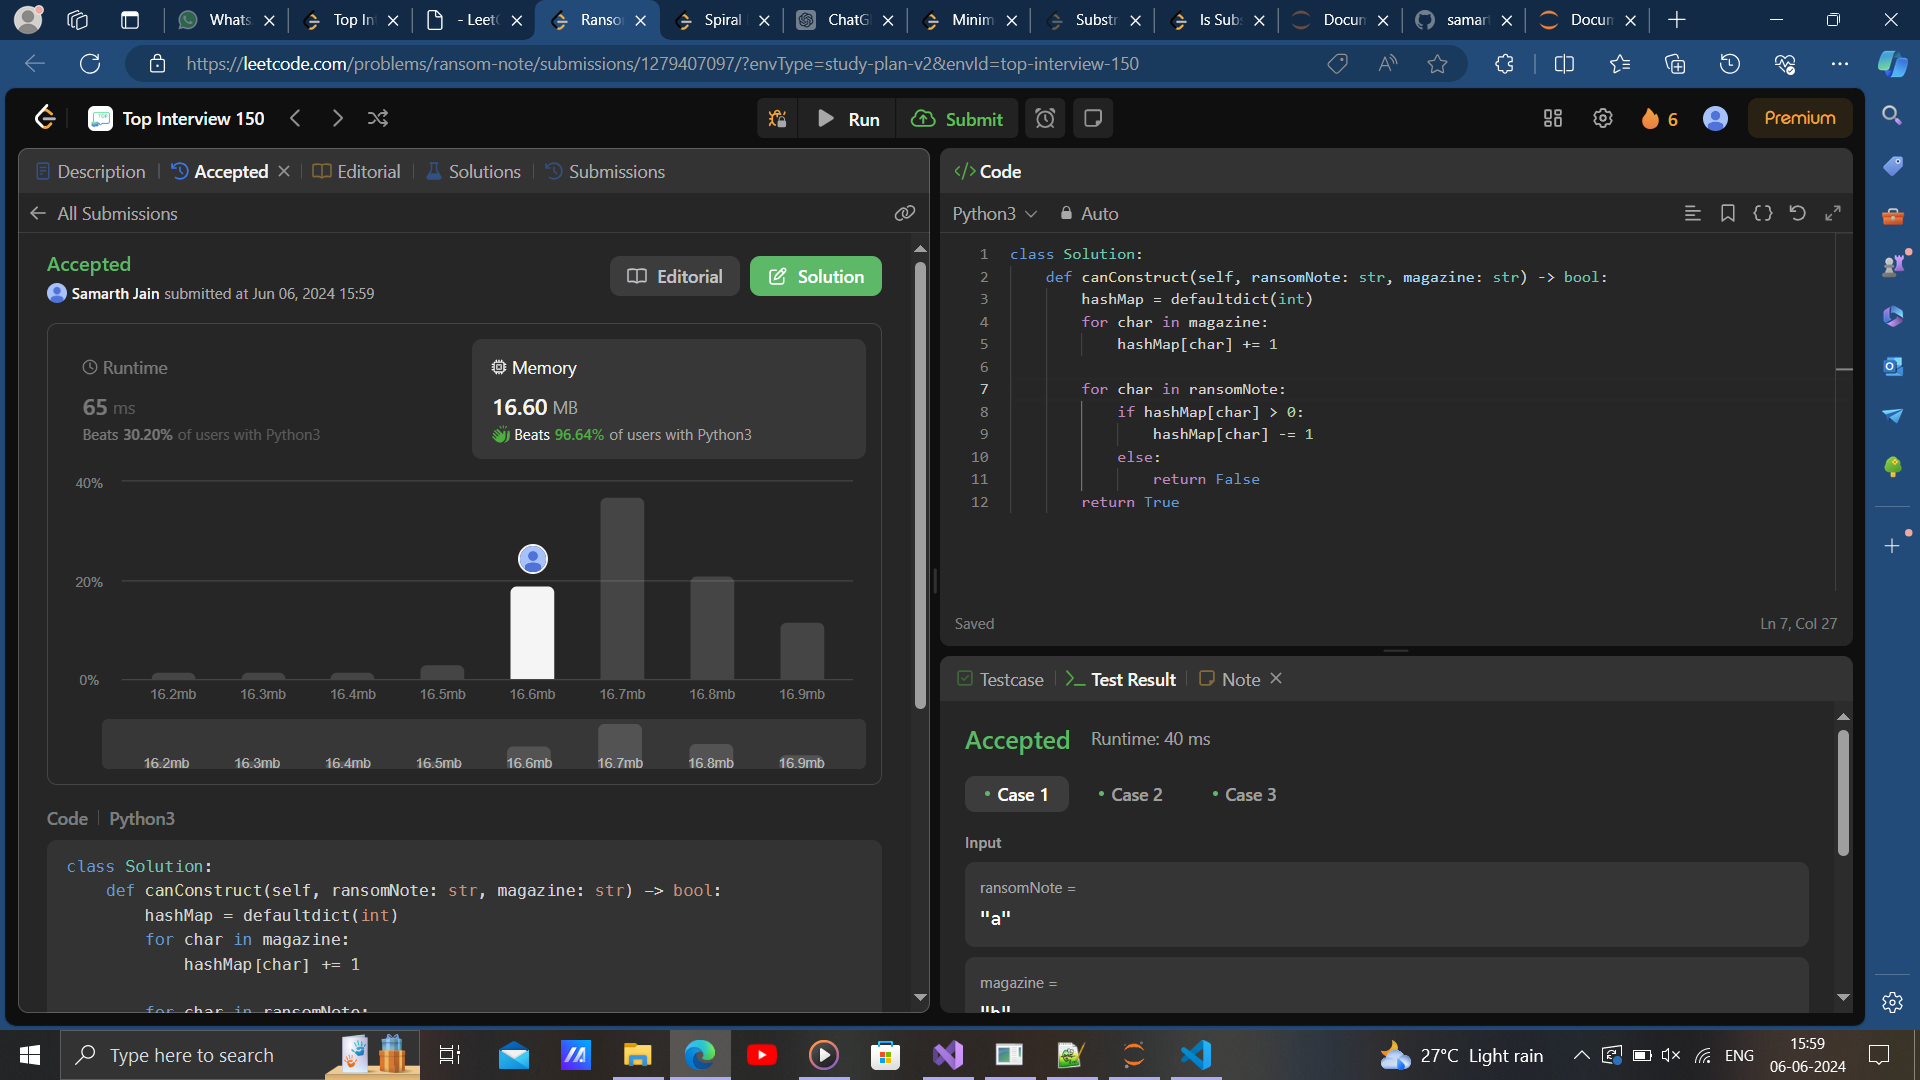 Whats
Top In
- Leet
Ranso
Spiral
ChatG
Minim
Substr
Is Sub
Docum
samar
Docum
https://leetcode.com/problems/ransom-note/submissions/1279407097/?envType=study-plan-v2&envId=top-interview-150
Top Interview 150
Run
Submit
6
Premium
Description
Accepted
Editorial
Solutions
Submissions
All Submissions
Accepted
Samarth Jain submitted at Jun 06, 2024 15:59
Editorial
Solution
Runtime
65 ms
Beats 30.20% of users with Python3
Memory
16.60 MB
Beats 96.64% of users with Python3
40%
20%
0%
16.2mb 16.3mb 16.4mb 16.5mb 16.6mb 16.7mb 16.8mb 16.9mb
16.2mb 16.3mb 16.4mb 16.5mb 16.6mb 16.7mb 16.8mb 16.9mb
Code | Python3
class Solution:
    def canConstruct(self, ransomNote: str, magazine: str) -> bool:
        hashMap = defaultdict(int)
        for char in magazine:
            hashMap[char] += 1
        for char in ransomNote:
</> Code
Python3
Auto
1 class Solution:
2     def canConstruct(self, ransomNote: str, magazine: str) -> bool:
3         hashMap = defaultdict(int)
4         for char in magazine:
5             hashMap[char] += 1
6
7         for char in ransomNote:
8             if hashMap[char] > 0:
9                 hashMap[char] -= 1
10             else:
11                 return False
12         return True
Saved
Ln 7, Col 27
Testcase
Test Result
Note
Accepted
Runtime: 40 ms
Case 1
Case 2
Case 3
Input
ransomNote =
"a"
magazine =
"b"
Type here to search
27°C Light rain
ENG
15:59
06-06-2024